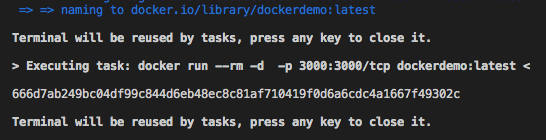 => => naming to docker.io/library/dockerdemo:latest
Terminal will be reused by tasks, press any key to close it.
> Executing task: docker run --rm -d  -p 3000:3000/tcp dockerdemo:latest <
666d7ab249bc04df99c844d6eb48ec8c81af710419f0d6a6cdc4a1667f49302c
Terminal will be reused by tasks, press any key to close it.